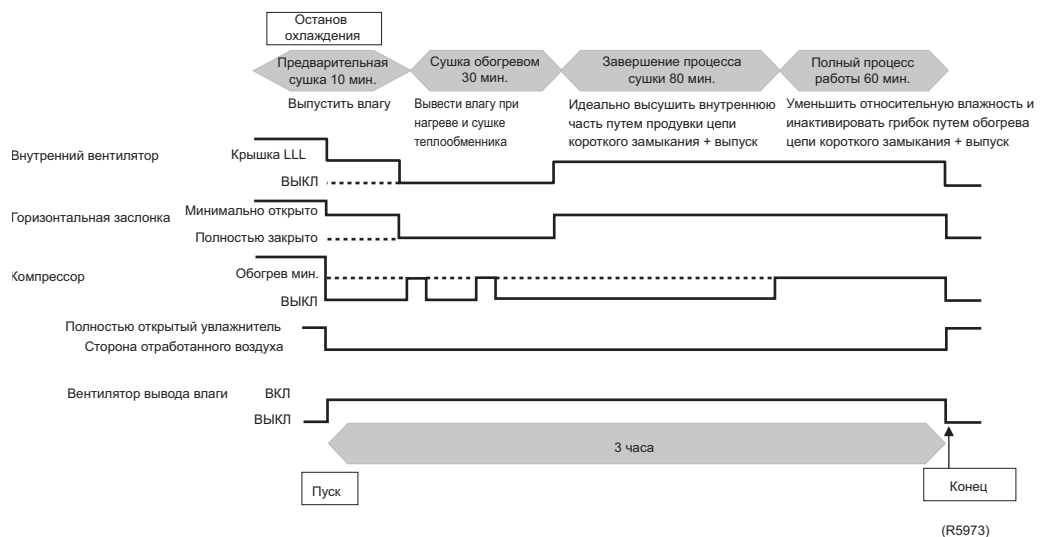 Останов
охлаждения
Предварительная
сушка 10 мин.
Сушка обогревом
30 мин.
Завершение процесса
сушки 80 мин.
Полный процесс
работы 60 мин.
Выпустить влагу
Вывести влагу при
нагреве и сушке
теплообменника
Идеально высушить внутреннюю
часть путем продувки цепи
короткого замыкания + выпуск
Уменьшить относительную влажность и
инактивировать грибок путем обогрева
цепи короткого замыкания + выпуск
Внутренний вентилятор
Крышка LLL
ВЫКЛ
Горизонтальная заслонка
Минимально открыто
Полностью закрыто
Компрессор
Обогрев мин.
ВЫКЛ
Полностью открытый увлажнитель
Сторона отработанного воздуха
Вентилятор вывода влаги
ВКЛ
ВЫКЛ
3 часа
Пуск
Конец
(R5973)